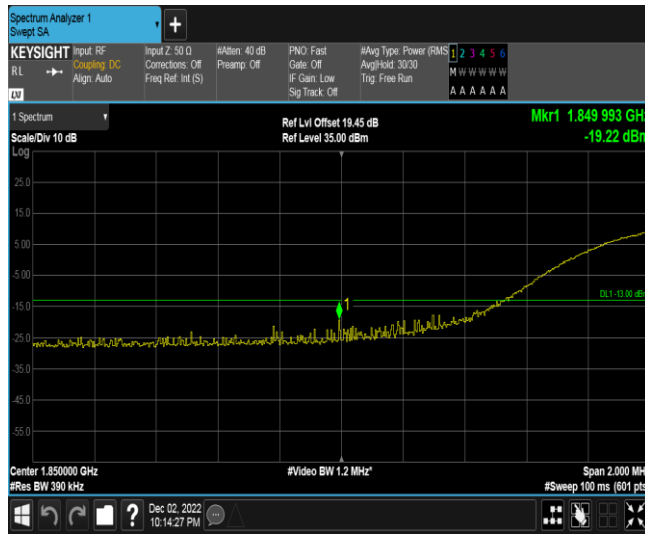 Spectrum Analyzer 1
Swept SA
+
KEYSIGHT Input: RF Input Z: 50 Ω #Atten: 40 dB PNO: Fast #Avg Type: Power (RMS 1 2 3 4 5 6
RL Coupling: DC Corrections: Off Preamp: Off Gate: Off Avg|Hold: 30/30 M W W W W W
Align: Auto Freq Ref: Int (S) IF Gain: Low Trig: Free Run
LXI Sig Track: Off A A A A A A
1 Spectrum Ref Lvl Offset 19.45 dB Mkr1 1.849 993 GH
Scale/Div 10 dB Ref Level 35.00 dBm -19.22 dBm
Log
25.0
15.0
5.00
-5.00
DL1 -13.00 dB
1
-15.0
-25.0
-35.0
-45.0
-55.0
Center 1.850000 GHz #Video BW 1.2 MHz* Span 2.000 MH
#Res BW 390 kHz #Sweep 100 ms (601 pts
? Dec 02, 2022
10:14:27 PM